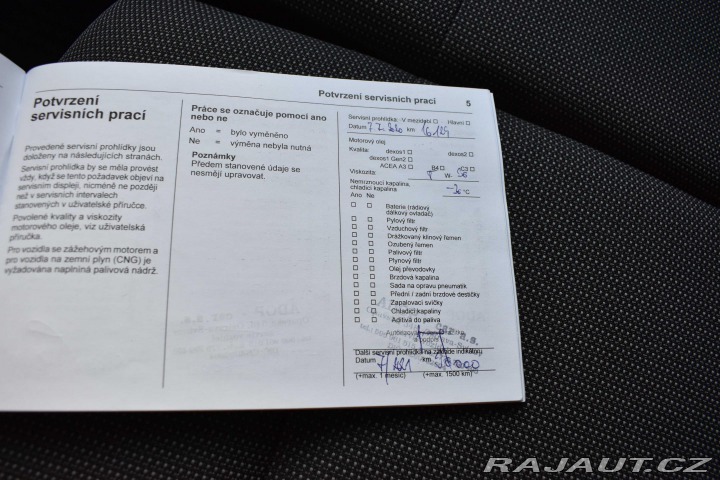 Potvrzení servisních prací 5
Potvrzení
servisních prací
Provedené servisní prohlídky jsou
doloženy na následujících stranách.
Servisní prohlídka by se měla provést
vždy, když se tento požadavek objeví na
servisním displeji, nicméně ne později
než v servisních intervalech
stanovených v uživatelské příručce.
Povolené kvality a viskozity
motorového oleje, viz uživatelská
příručka.
Pro vozidla se zážehovým motorem a
pro vozidla na zemní plyn (CNG) je
vyžadována naplnilá palivová nádrž.
Práce se označuje pomocí ano
nebo ne
Ano = bylo vyměněno
Ne = výměna nebyla nutná
Poznámky
Předem stanovené údaje se
nesmějí upravovat.
Servisní prohlídka: V mezidobí Hlavní
Datum 7.7.2020 km 16124
Motorový olej
Kvalita: dexos1 dexos2
dexos1 Gen2
ACEA A3 B4 C3
Viskozita: W-
Nemrznoucí kapalina,
chladicí kapalina °C
Ano Ne
Baterie (rádiový
dálkový ovladač)
Pylový filtr
Vzduchový filtr
Drážkovaný klínový řemen
Ozubený řemen
Palivový filtr
Plynový filtr
Olej převodovky
Brzdová kapalina
Sada na opravu pneumatik
Přední / zadní brzdové destičky
Zapalovací svíčky
Chladicí kapaliny
Aditiva do paliva
Další servisní prohlídka na základě indikátoru
Datum km
(+max. 1 měsíc) (+max. 1500 km)
RAJAUT.CZ